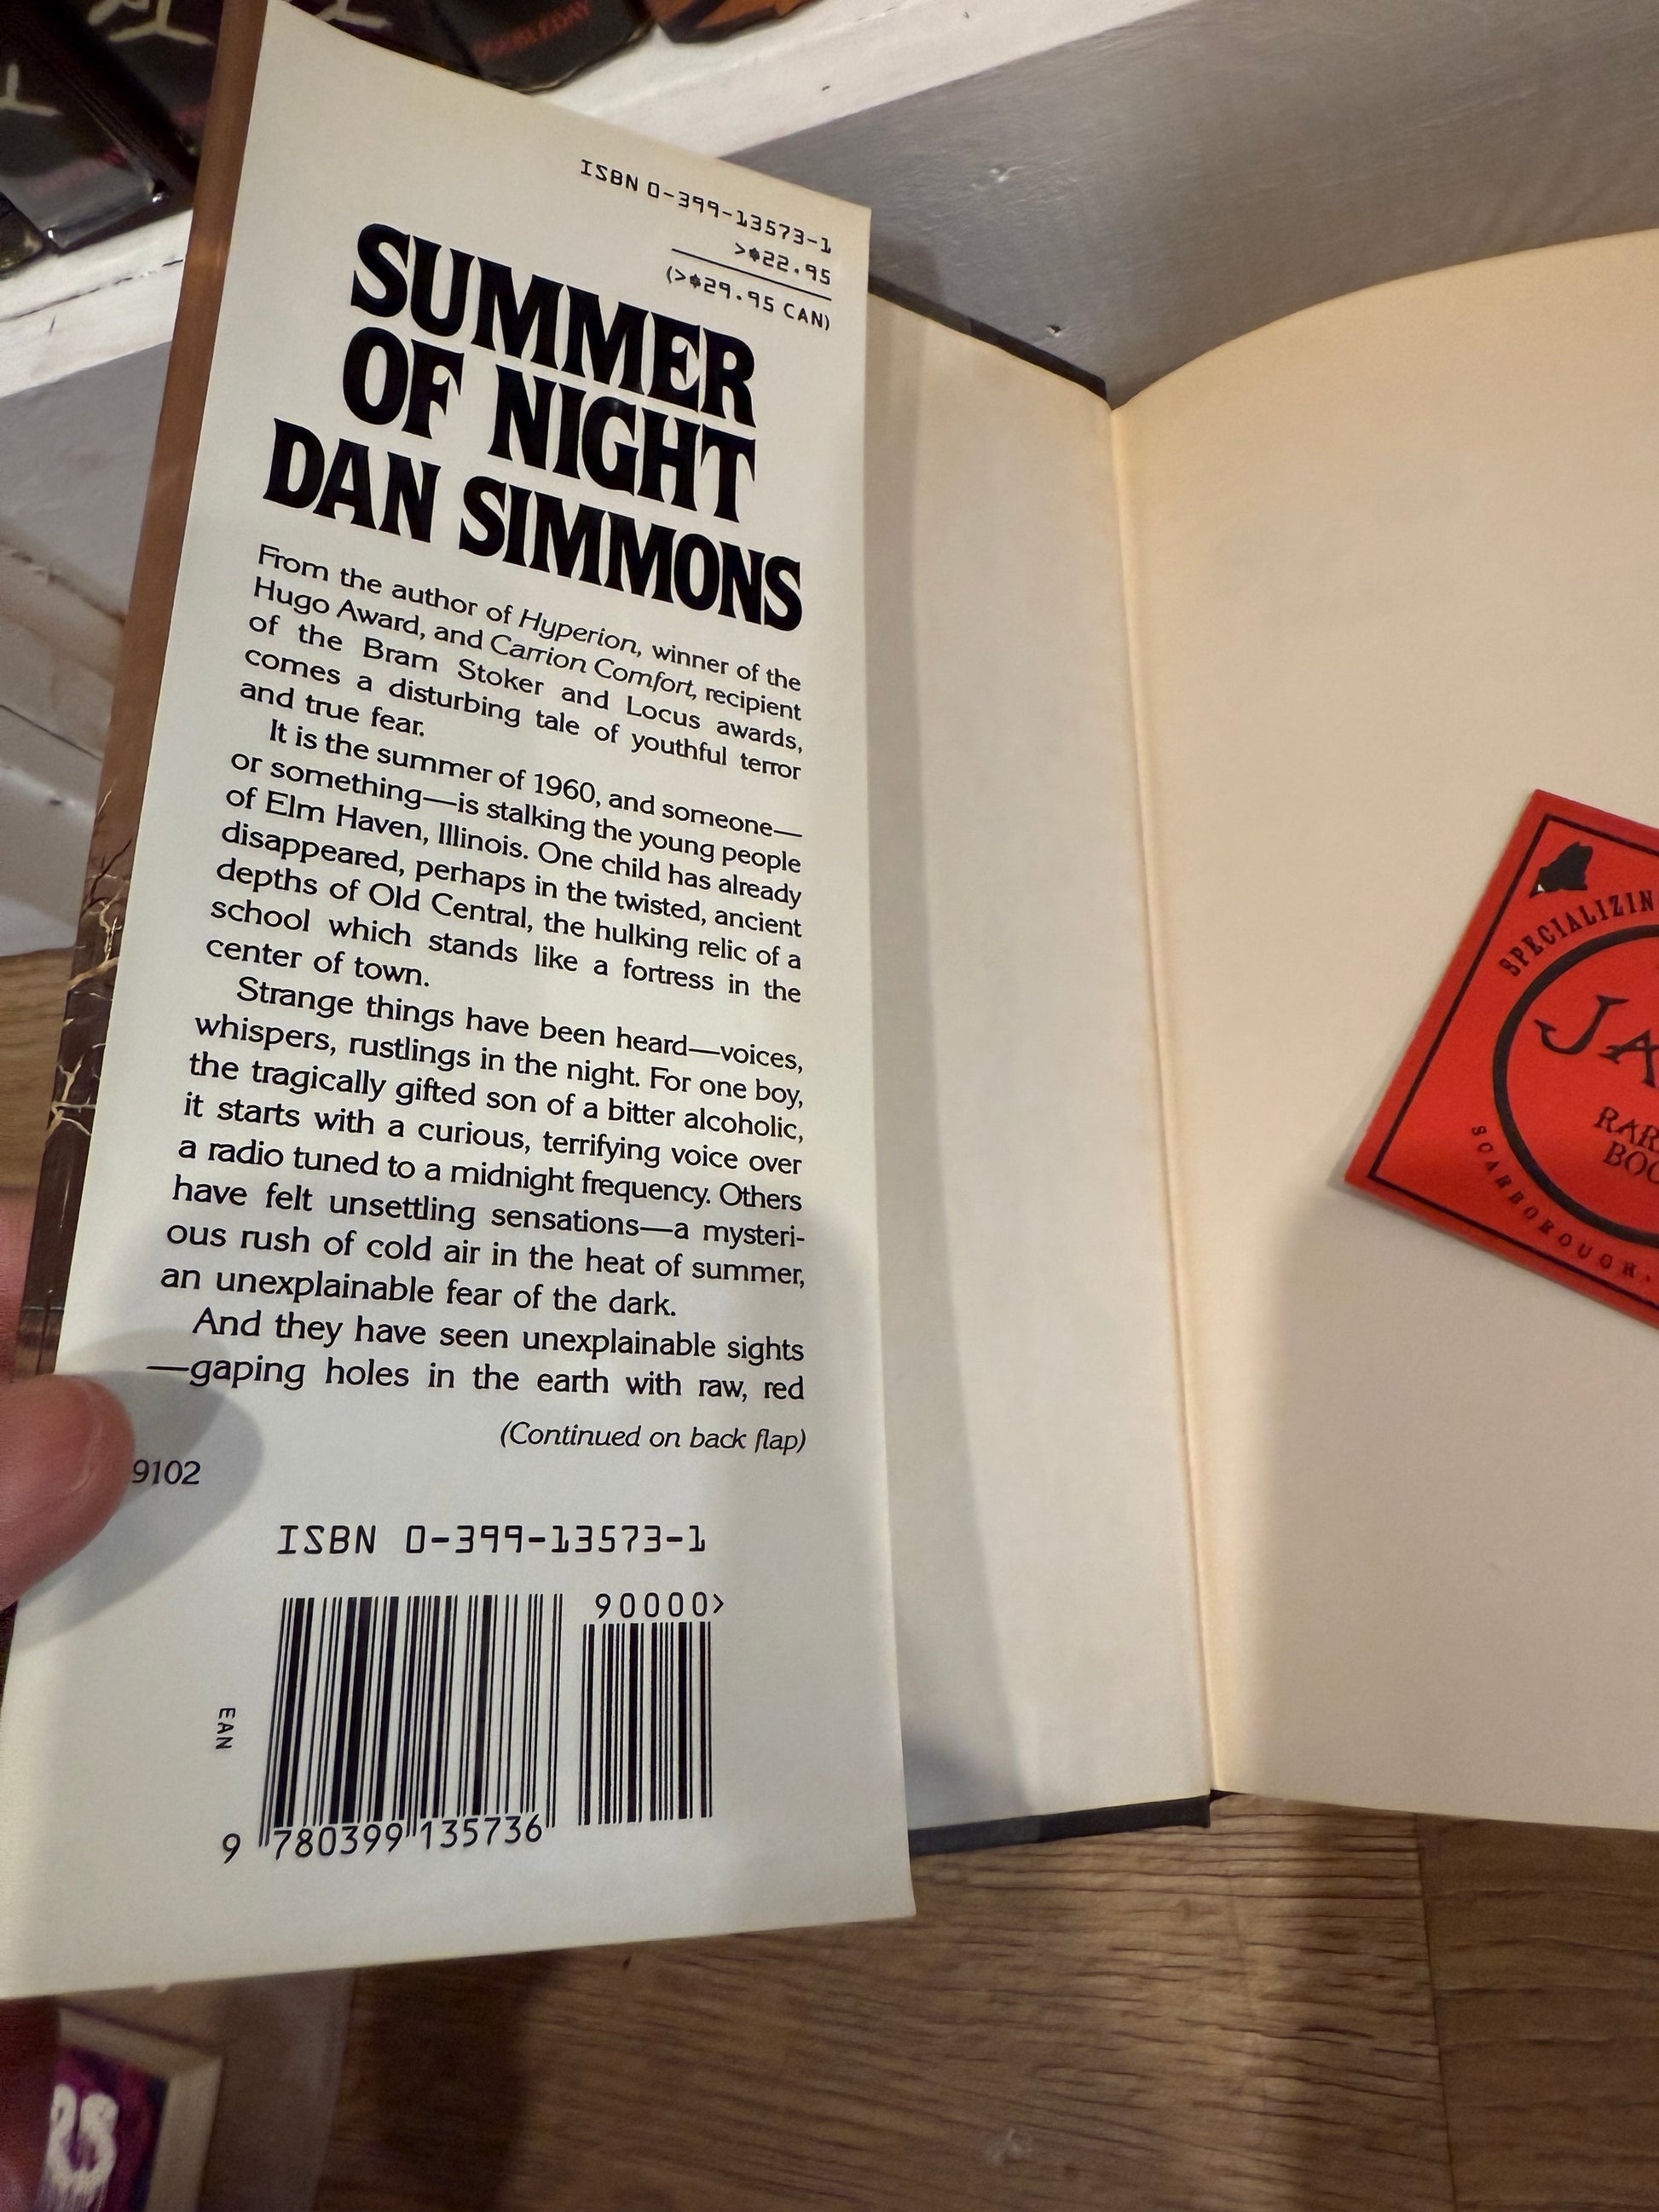 DOUBLEDAY
ISBN 0-399-13573-1
>$22.95
(>$29.95 CAN)
SUMMER
OF NIGHT
DAN SIMMONS
From the author of Hyperion, winner of the
Hugo Award, and Carrion Comfort, recipient
of the Bram Stoker and Locus awards,
comes a disturbing tale of youthful terror
and true fear.
It is the summer of 1960, and someone—
or something—is stalking the young people
of Elm Haven, Illinois. One child has already
disappeared, perhaps in the twisted, ancient
depths of Old Central, the hulking relic of a
school which stands like a fortress in the
center of town.
Strange things have been heard—voices,
whispers, rustlings in the night. For one boy,
the tragically gifted son of a bitter alcoholic,
it starts with a curious, terrifying voice over
a radio tuned to a midnight frequency. Others
have felt unsettling sensations—a mysteri-
ous rush of cold air in the heat of summer,
an unexplainable fear of the dark.
And they have seen unexplainable sights
—gaping holes in the earth with raw, red
(Continued on back flap)
9102
ISBN 0-399-13573-1
90000>
EAN
9 780399 135736
SPECIALIZIN
JA
RAR
BOO
SCARBOROUGH,